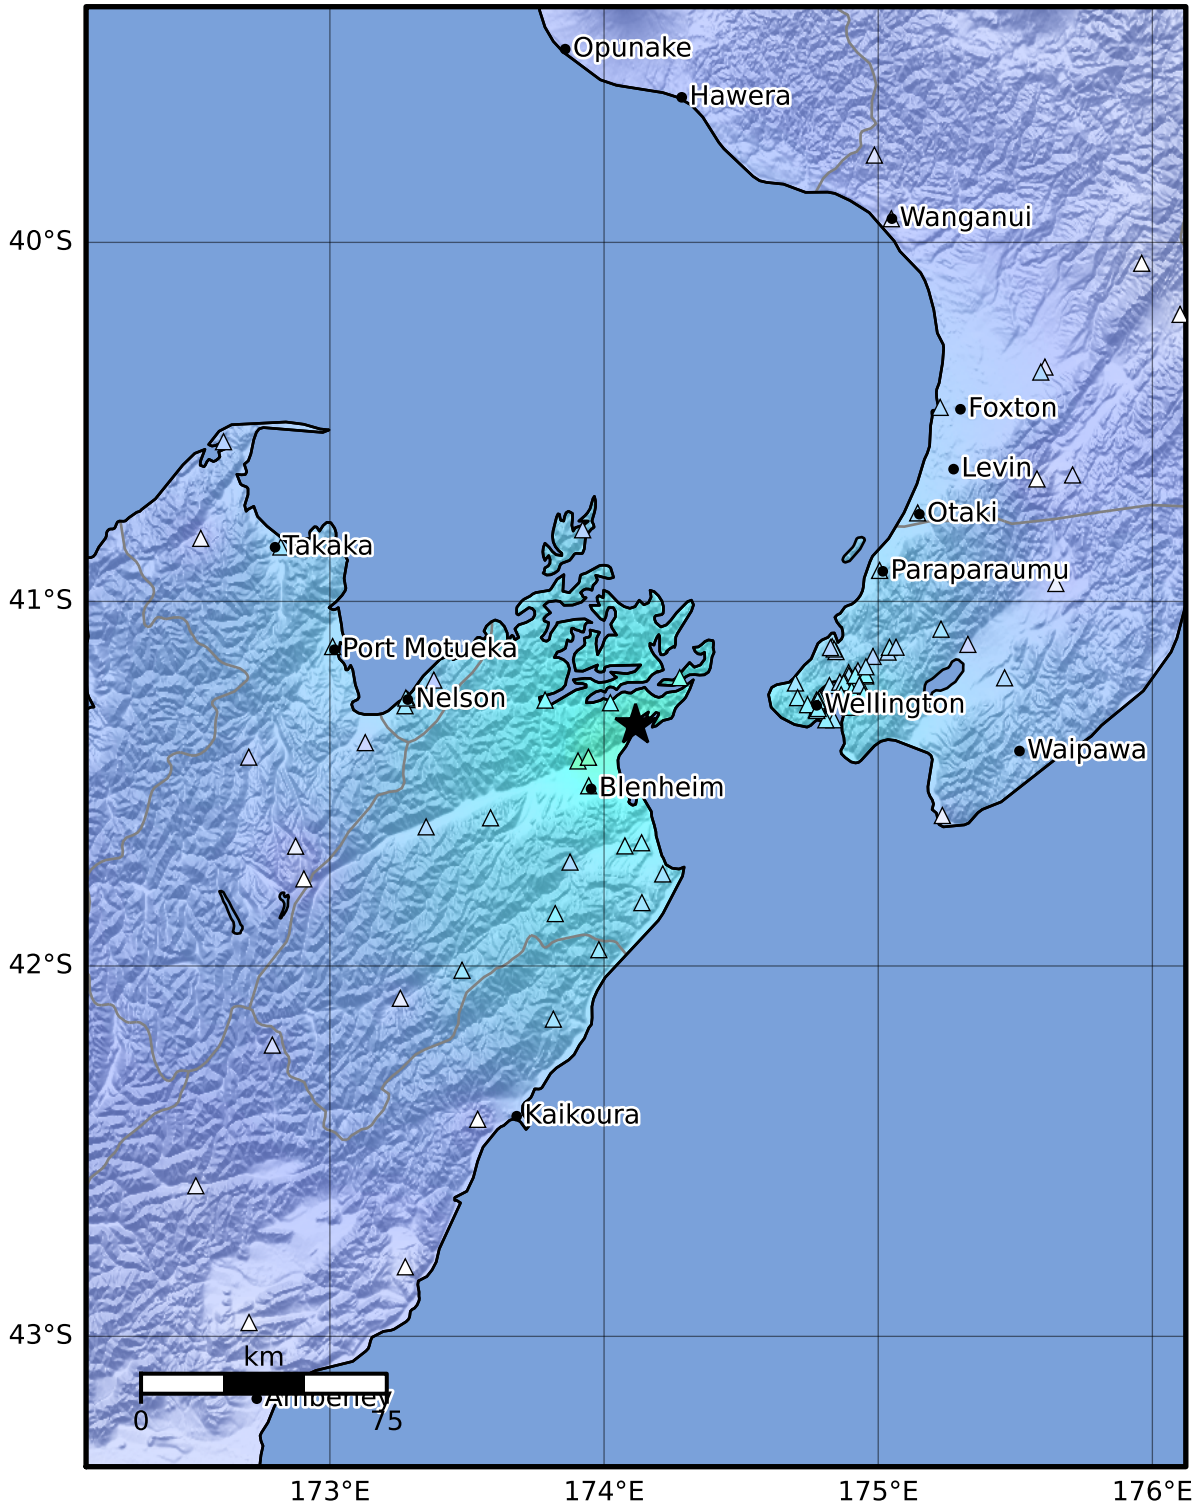 Opunake
Hawera
Wanganui
40°S
Foxton
Levin
Otaki
Takaka
Paraparaumu
41°S
Port Motueka
Nelson
Wellington
Waipawa
Blenheim
42°S
Kaikoura
43°S
km
Amberley
0
75
173°E
174°E
175°E
176°E